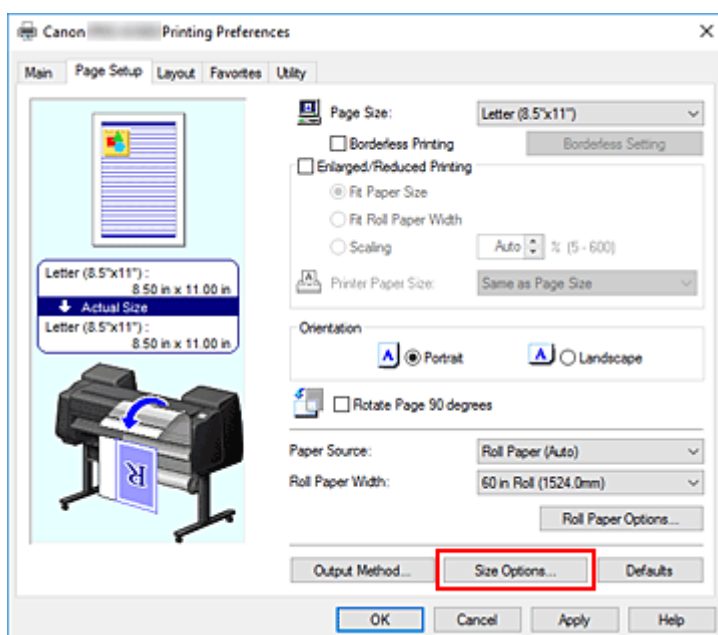 Canon Printing Preferences
Main Page Setup Layout Favorites Utility
Page Size: Letter (8.5"x11")
Borderless Printing Borderless Setting
Enlarged/Reduced Printing
Fit Paper Size
Fit Roll Paper Width
Scaling Auto % (5 - 600)
Printer Paper Size: Same as Page Size
Letter (8.5"x11") :
8.50 in x 11.00 in
Actual Size
Letter (8.5"x11") :
8.50 in x 11.00 in
Orientation
A Portrait A Landscape
Rotate Page 90 degrees
Paper Source: Roll Paper (Auto)
Roll Paper Width: 60 in Roll (1524.0mm)
Roll Paper Options...
R
Output Method... Size Options... Defaults
OK Cancel Apply Help